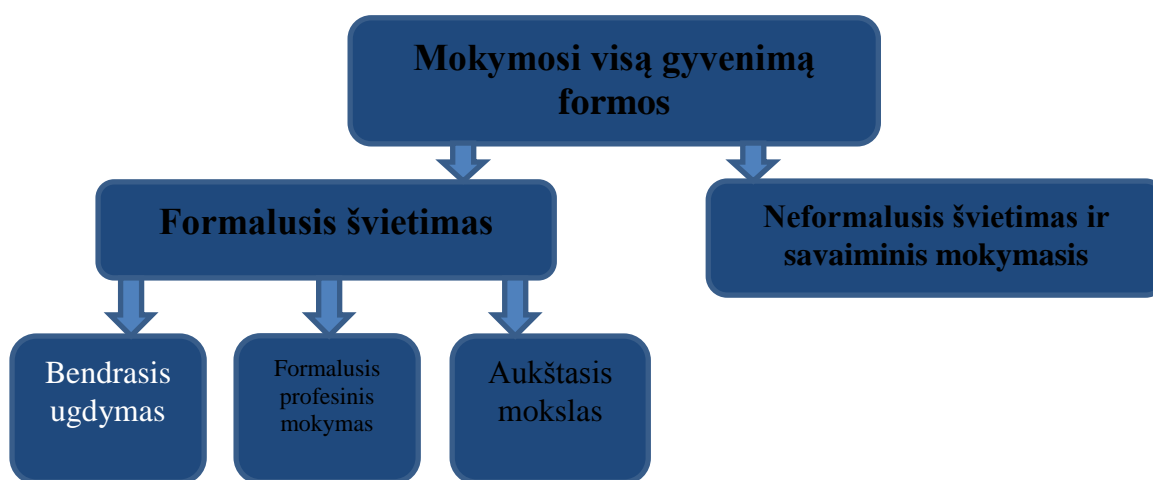 Mokymosi visą gyvenimą
formos
Formalusis švietimas
Neformalusis švietimas ir
savaiminis mokymasis
Bendrasis
ugdymas
Formalusis
profesinis
mokymas
Aukštasis
mokslas